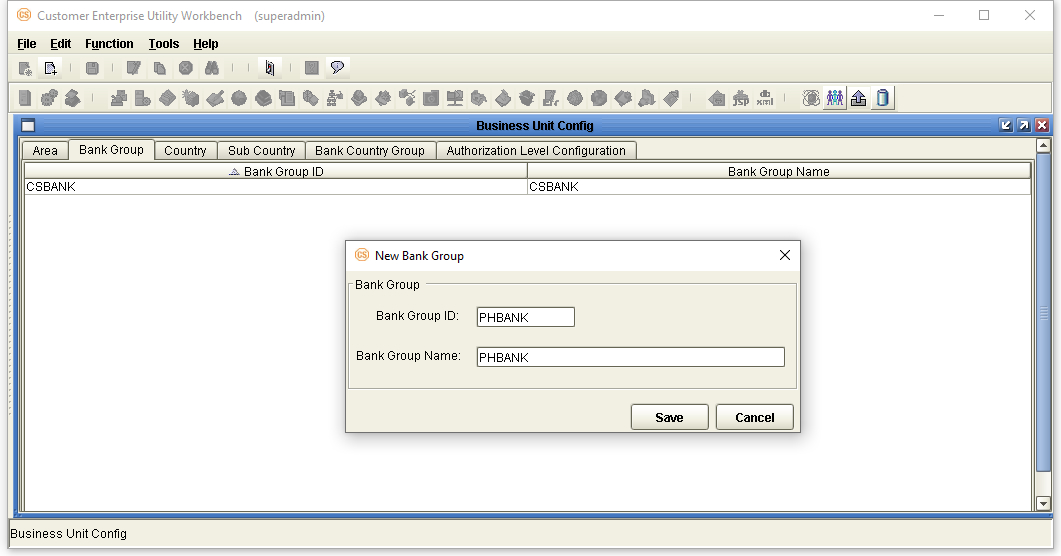 CS Customer Enterprise Utility Workbench (superadmin)
File Edit Function Tools Help
jsp xml
Business Unit Config
Area Bank Group Country Sub Country Bank Country Group Authorization Level Configuration
Bank Group ID Bank Group Name
CSBANK CSBANK
CS New Bank Group
Bank Group
Bank Group ID: PHBANK
Bank Group Name: PHBANK
Save Cancel
Business Unit Config